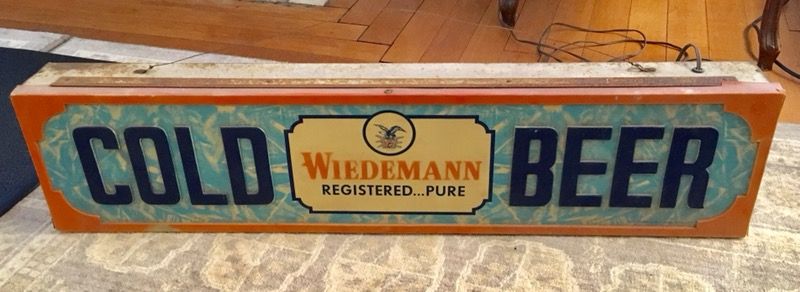 COLD WIEDEMANN BEER
REGISTERED...PURE